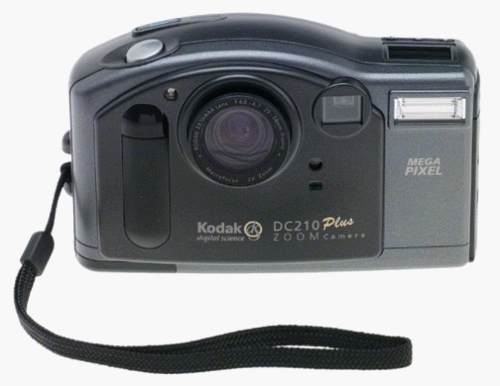 MEGA
PIXEL
Kodak DC210 Plus
digital science ZOOM Camera